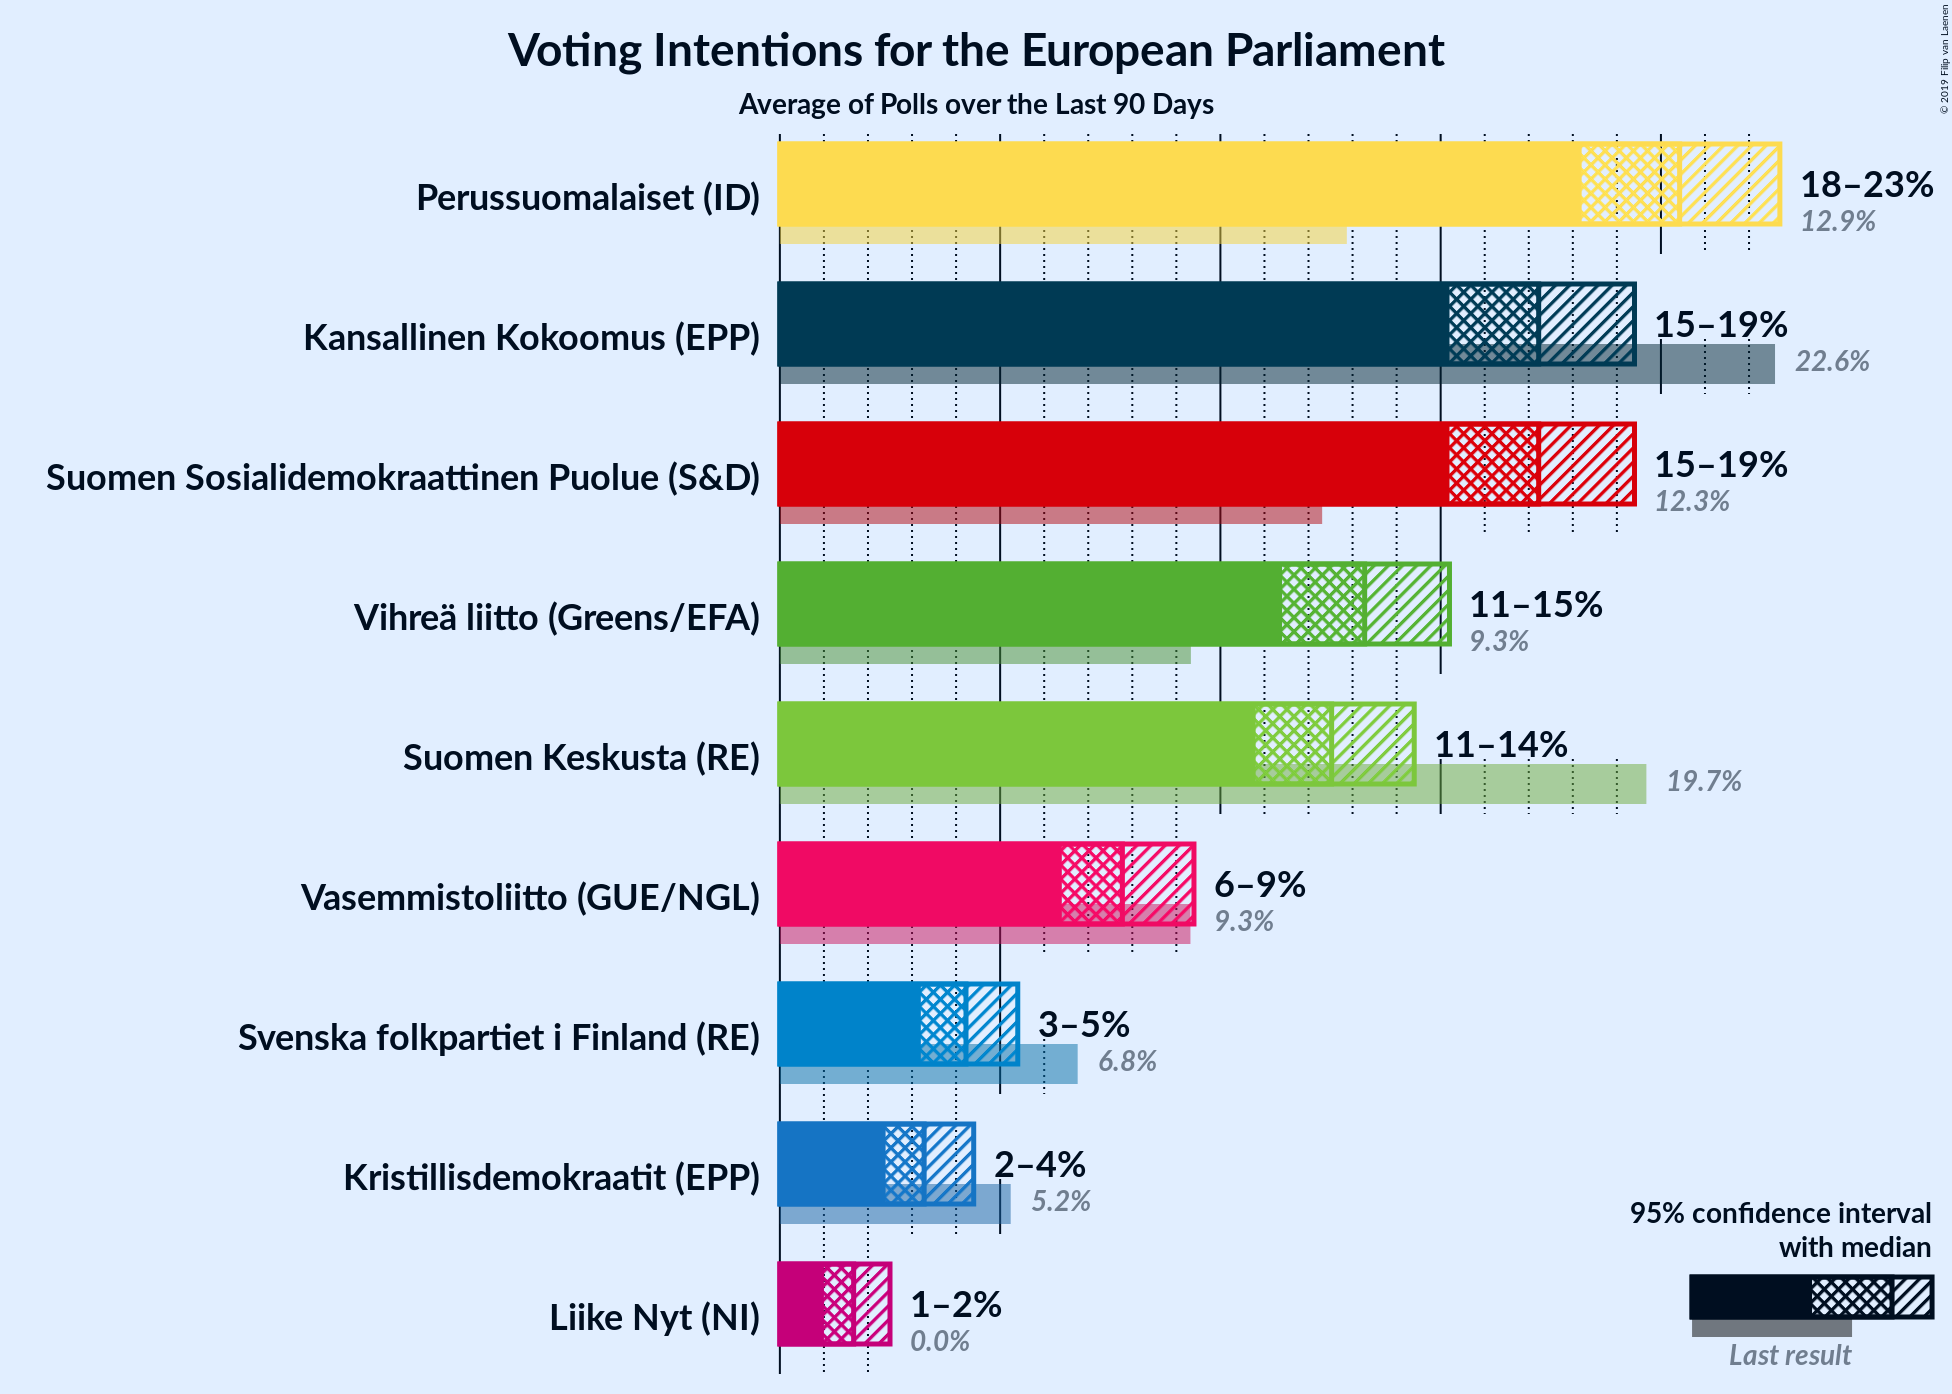 Voting Intentions for the European Parliament
Average of Polls over the Last 90 Days
© 2019 Filip van Laenen
Perussuomalaiset (ID)
18–23%
12.9%
Kansallinen Kokoomus (EPP)
15–19%
22.6%
Suomen Sosialidemokraattinen Puolue (S&D)
15–19%
12.3%
Vihreä liitto (Greens/EFA)
11–15%
9.3%
Suomen Keskusta (RE)
11–14%
19.7%
Vasemmistoliitto (GUE/NGL)
6–9%
9.3%
Svenska folkpartiet i Finland (RE)
3–5%
6.8%
Kristillisdemokraatit (EPP)
2–4%
5.2%
Liike Nyt (NI)
1–2%
0.0%
95% confidence interval
with median
Last result